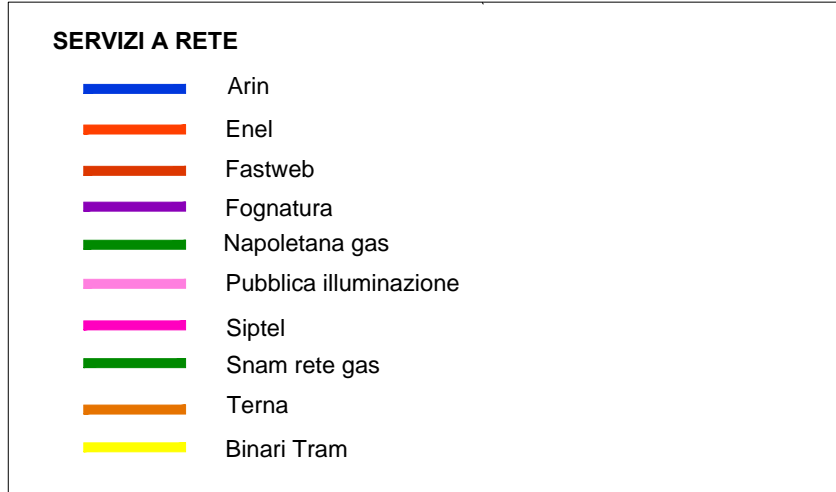 SERVIZI A RETE
Arin
Enel
Fastweb
Fognatura
Napoletana gas
Pubblica illuminazione
Siptel
Snam rete gas
Terna
Binari Tram